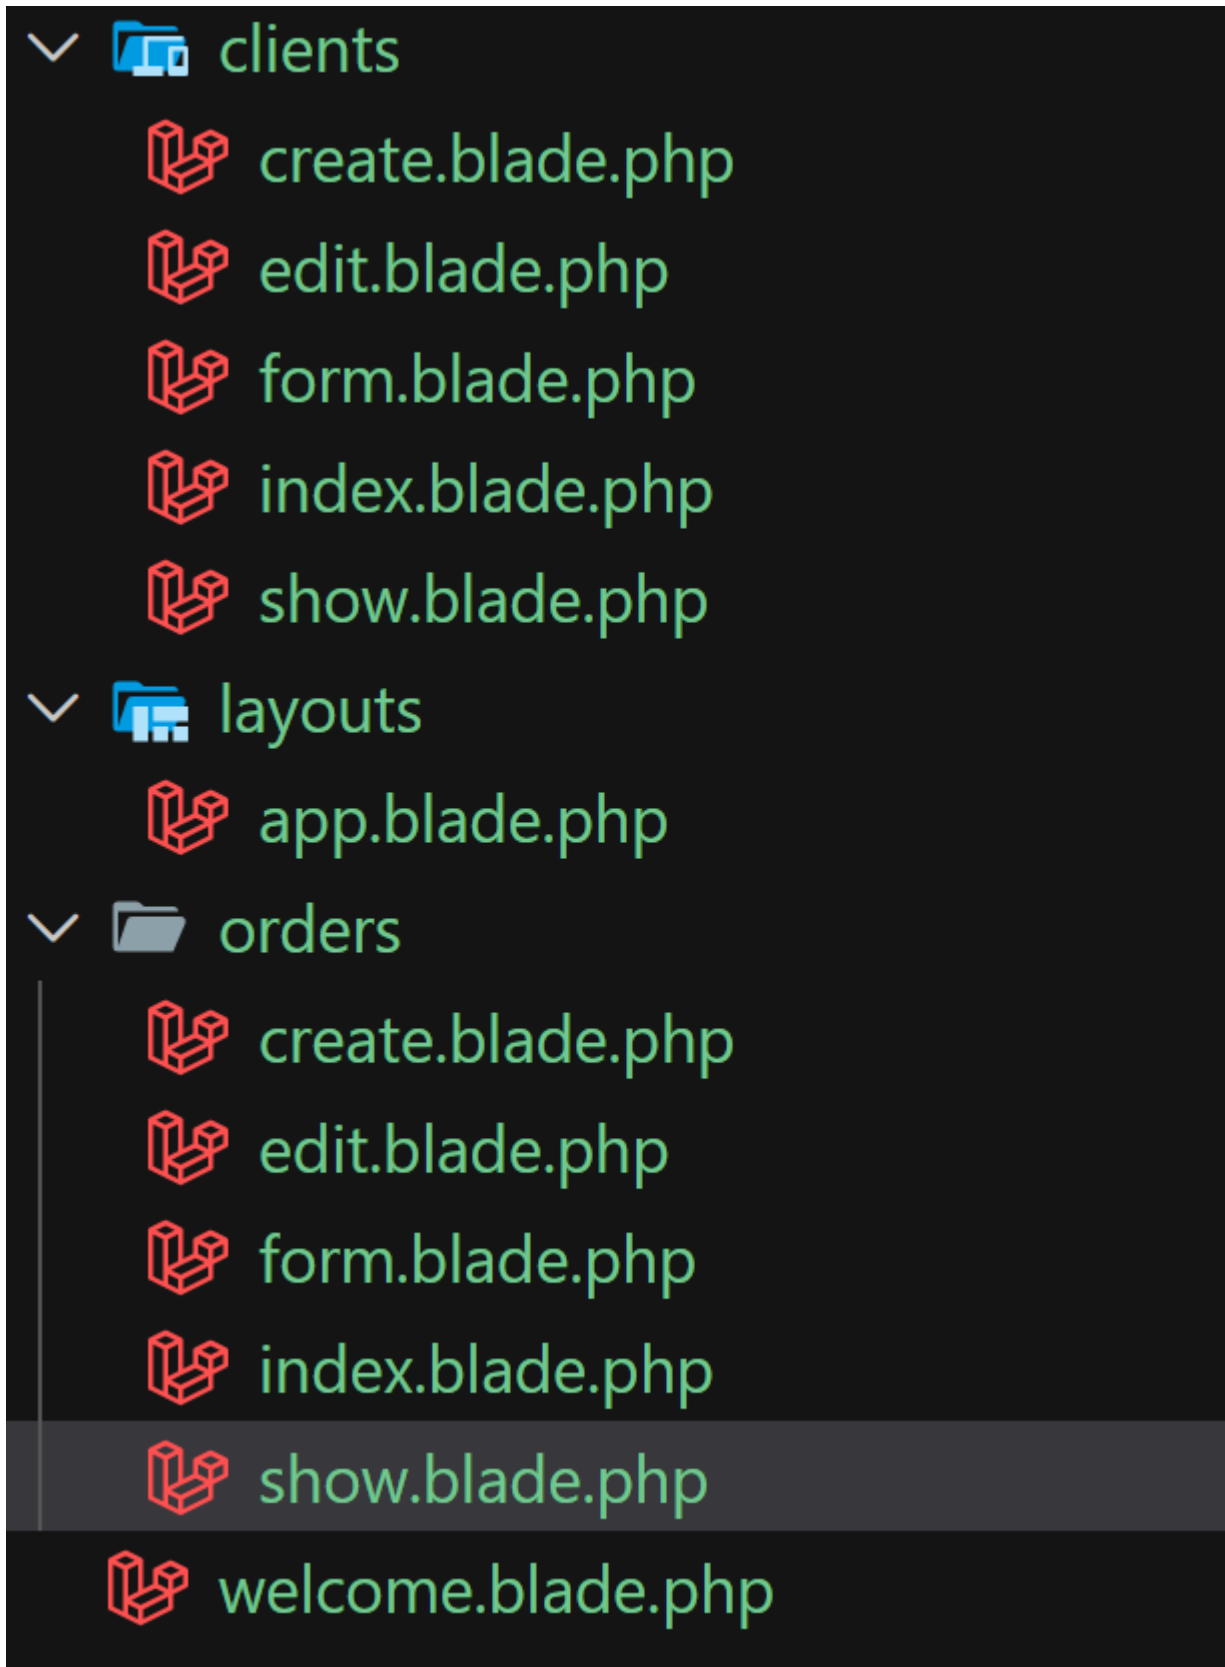 clients
create.blade.php
edit.blade.php
form.blade.php
index.blade.php
show.blade.php
layouts
app.blade.php
orders
create.blade.php
edit.blade.php
form.blade.php
index.blade.php
show.blade.php
welcome.blade.php